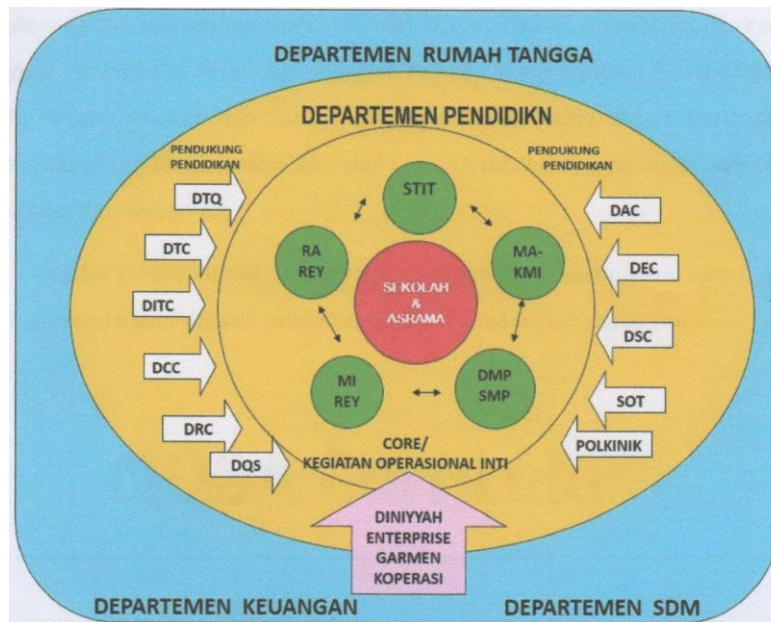 DEPARTEMEN RUMAH TANGGA
DEPARTEMEN PENDIDIKN
PENDUKUNG
PENDIDIKAN
PENDUKUNG
PENDIDIKAN
DTQ
DTC
DITC
DCC
DRC
DQS
STIT
RA
REY
MA-
KMI
SEKOLAH
&
ASRAMA
MI
REY
DMP
SMP
DAC
DEC
DSC
SOT
POLKINIK
CORE/
KEGIATAN OPERASIONAL INTI
DINIYYAH
ENTERPRISE
GARMEN
KOPERASI
DEPARTEMEN KEUANGAN
DEPARTEMEN SDM